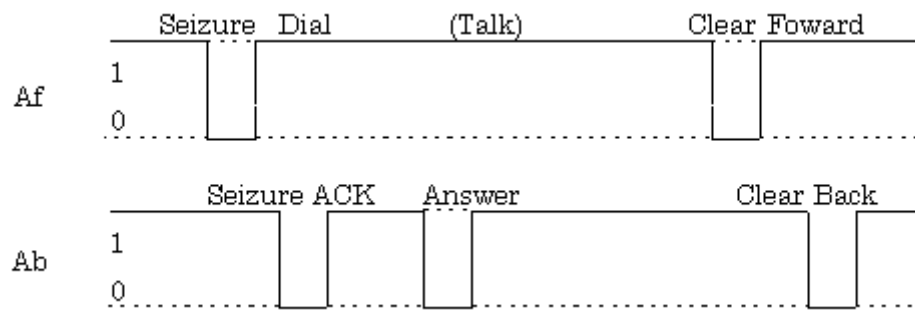 Seizure Dial (Talk) Clear Foward
1
Af
0
Seizure ACK Answer Clear Back
1
Ab
0